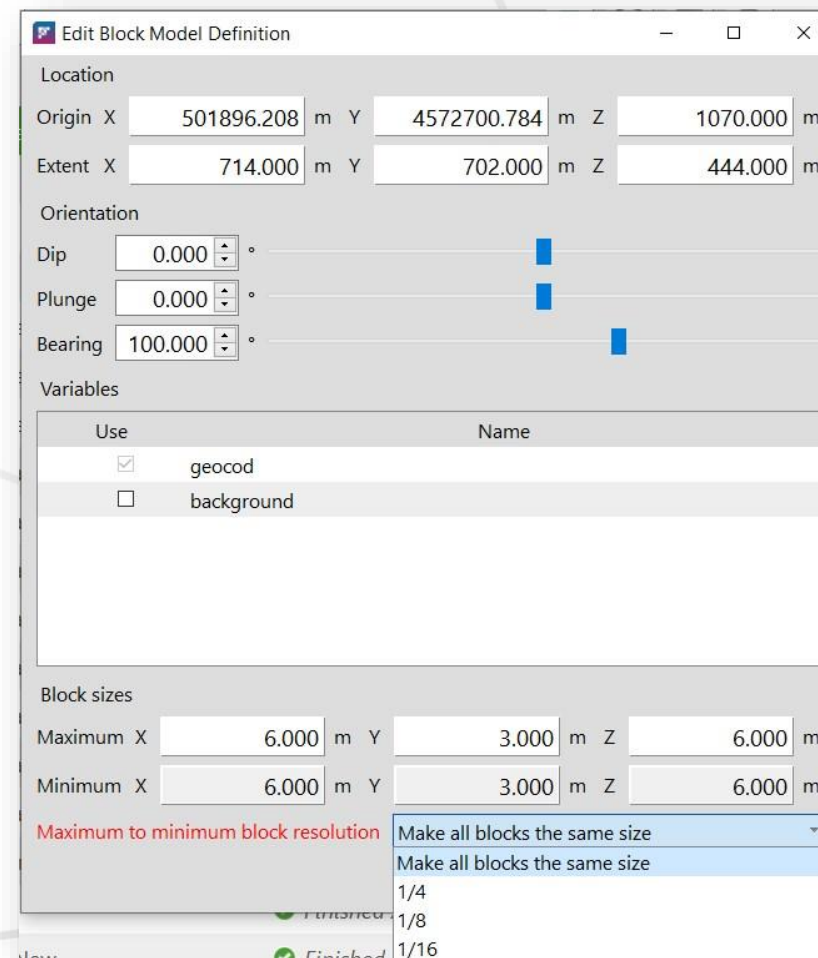 Edit Block Model Definition
Location
Origin X 501896.208 m Y 4572700.784 m Z 1070.000 m
Extent X 714.000 m Y 702.000 m Z 444.000 m
Orientation
Dip 0.000 °
Plunge 0.000 °
Bearing 100.000 °
Variables
Use Name
geocod
background
Block sizes
Maximum X 6.000 m Y 3.000 m Z 6.000 m
Minimum X 6.000 m Y 3.000 m Z 6.000 m
Maximum to minimum block resolution Make all blocks the same size
Make all blocks the same size
1/4
1/8
Finished 1/16